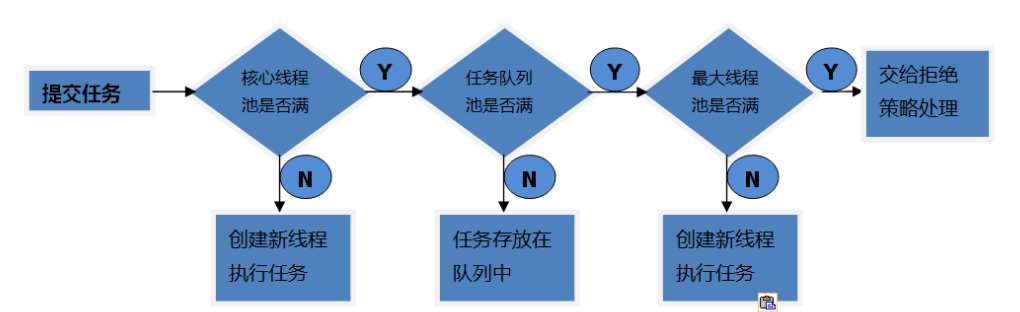 提交任务
核心线程
池是否满
Y
任务队列
池是否满
Y
最大线程
池是否满
Y
交给拒绝
策略处理
N
创建新线程
执行任务
N
任务存放在
队列中
N
创建新线程
执行任务